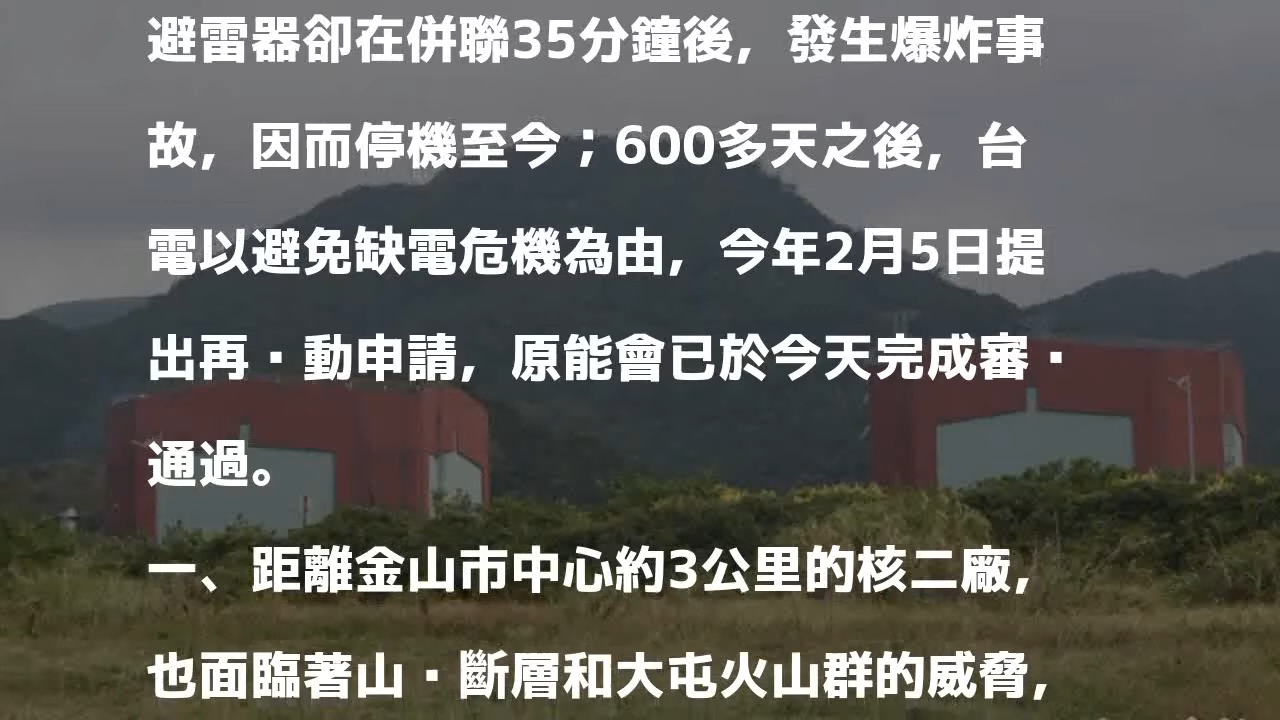 避雷器卻在併聯35分鐘後，發生爆炸事
故，因而停機至今；600多天之後，台
電以避免缺電危機為由，今年2月5日提
出再▪動申請，原能會已於今天完成審▪
通過。
一、距離金山市中心約3公里的核二廠，
也面臨著山▪斷層和大屯火山群的威脅，